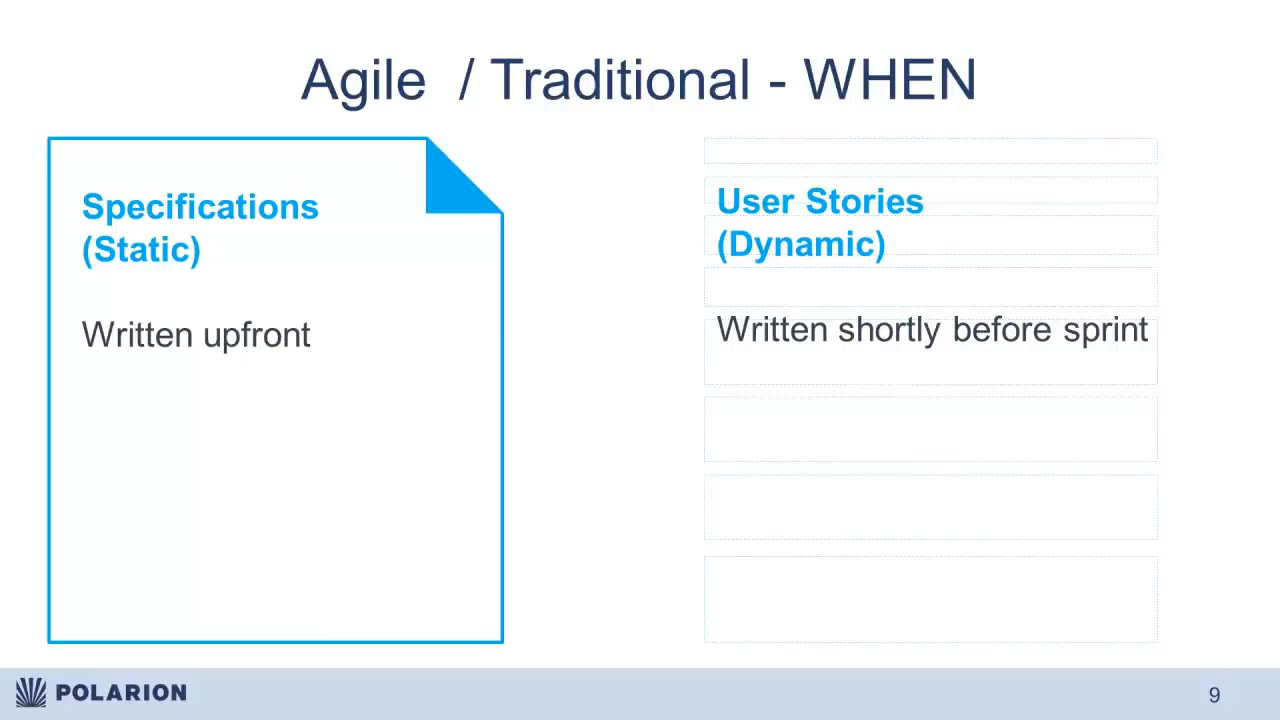 Agile / Traditional - WHEN
Specifications
(Static)
Written upfront
User Stories
(Dynamic)
Written shortly before sprint
POLARION
9